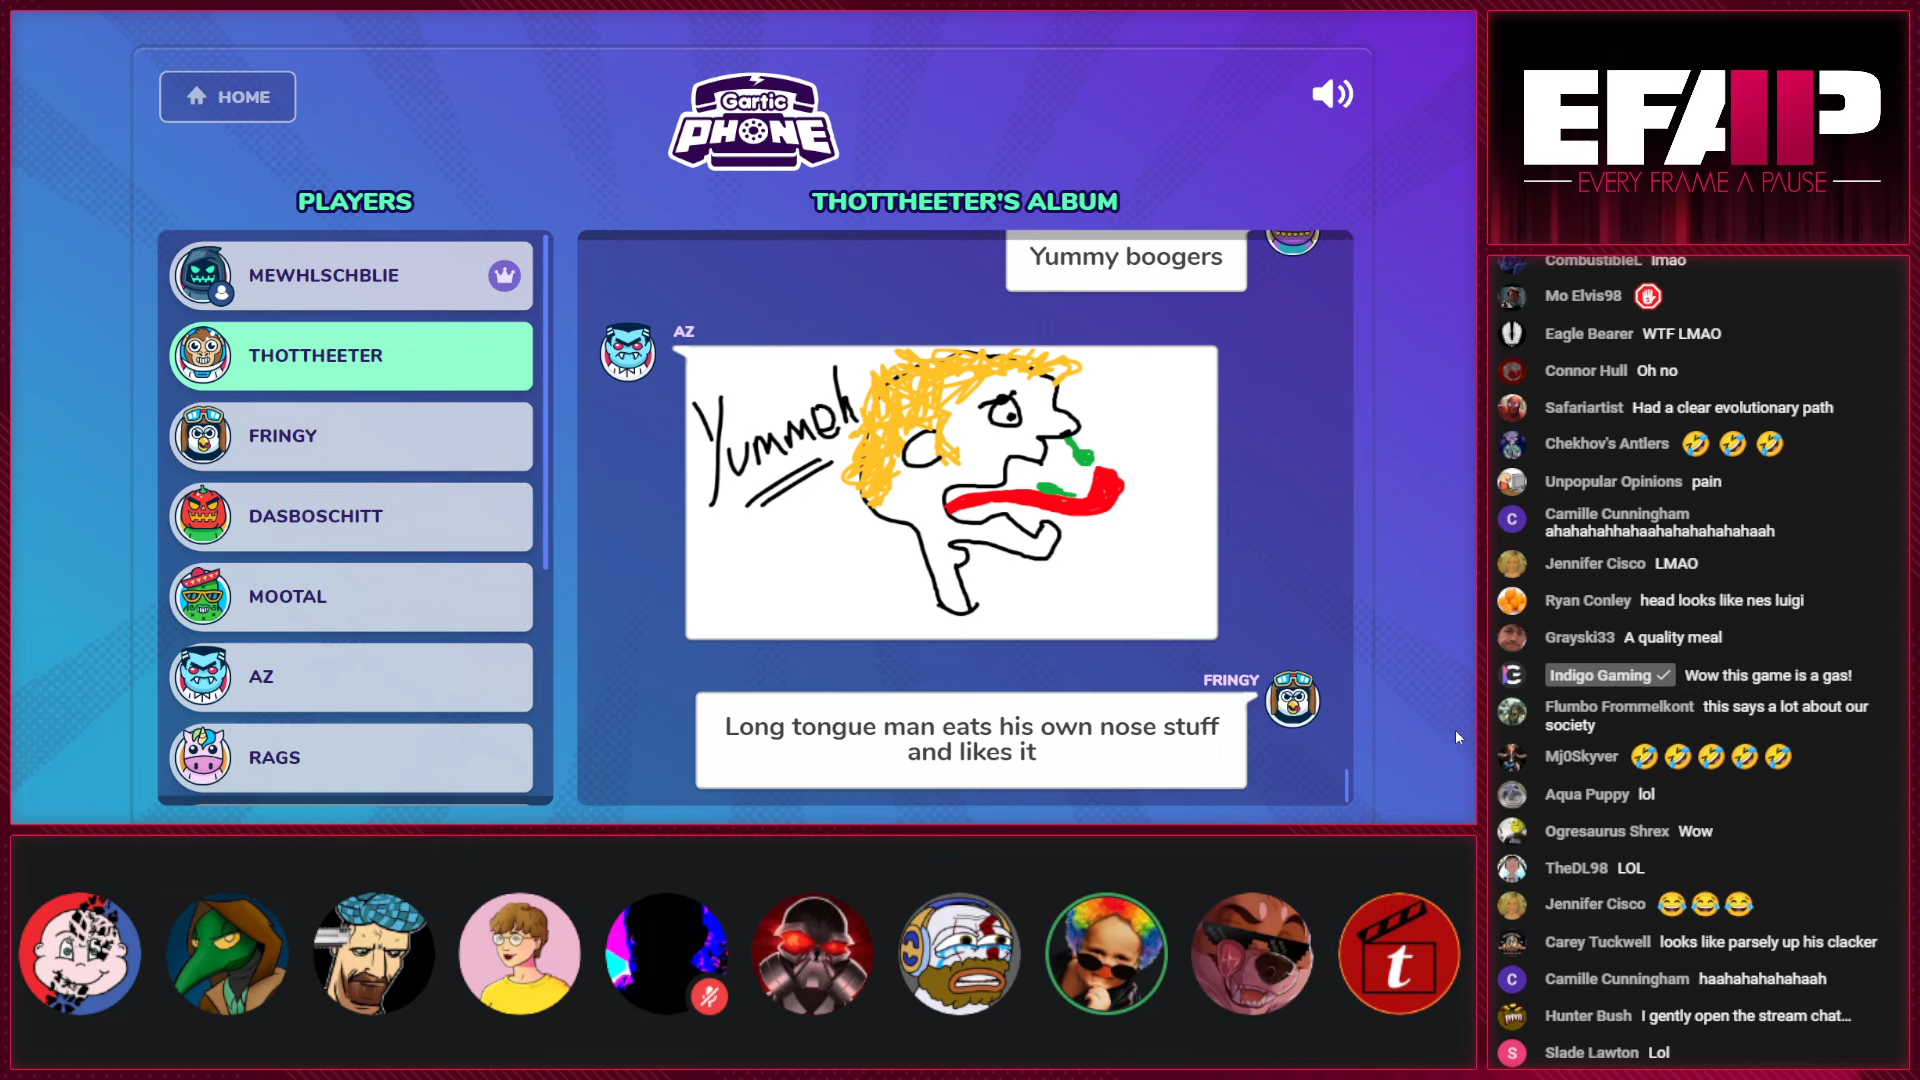 HOME
Gartic
PHONE
PLAYERS
MEWHLSCHBLIE
THOTTHEETER
FRINGY
DASBOSCHITT
MOOTAL
AZ
RAGS
THOTTHEETER'S ALBUM
Yummy boogers
AZ
Yummeh
FRINGY
Long tongue man eats his own nose stuff
and likes it
t
EFAP
EVERY FRAME A PAUSE
CombustibleL lmao
Mo Elvis98
Eagle Bearer WTF LMAO
Connor Hull Oh no
Safariartist Had a clear evolutionary path
Chekhov's Antlers 🤣 🤣 🤣
Unpopular Opinions pain
C
Camille Cunningham
ahahahahhahaahahahahahahaah
Jennifer Cisco LMAO
Ryan Conley head looks like nes luigi
Grayski33 A quality meal
Indigo Gaming ✓ Wow this game is a gas!
Flumbo Frommelkont this says a lot about our
society
Mj0Skyver 🤣 🤣 🤣 🤣 🤣
Aqua Puppy lol
Ogresaurus Shrex Wow
TheDL98 LOL
Jennifer Cisco 😂 😂 😂
Carey Tuckwell looks like parsely up his clacker
C
Camille Cunningham haahahahahahaah
Hunter Bush I gently open the stream chat...
S
Slade Lawton Lol